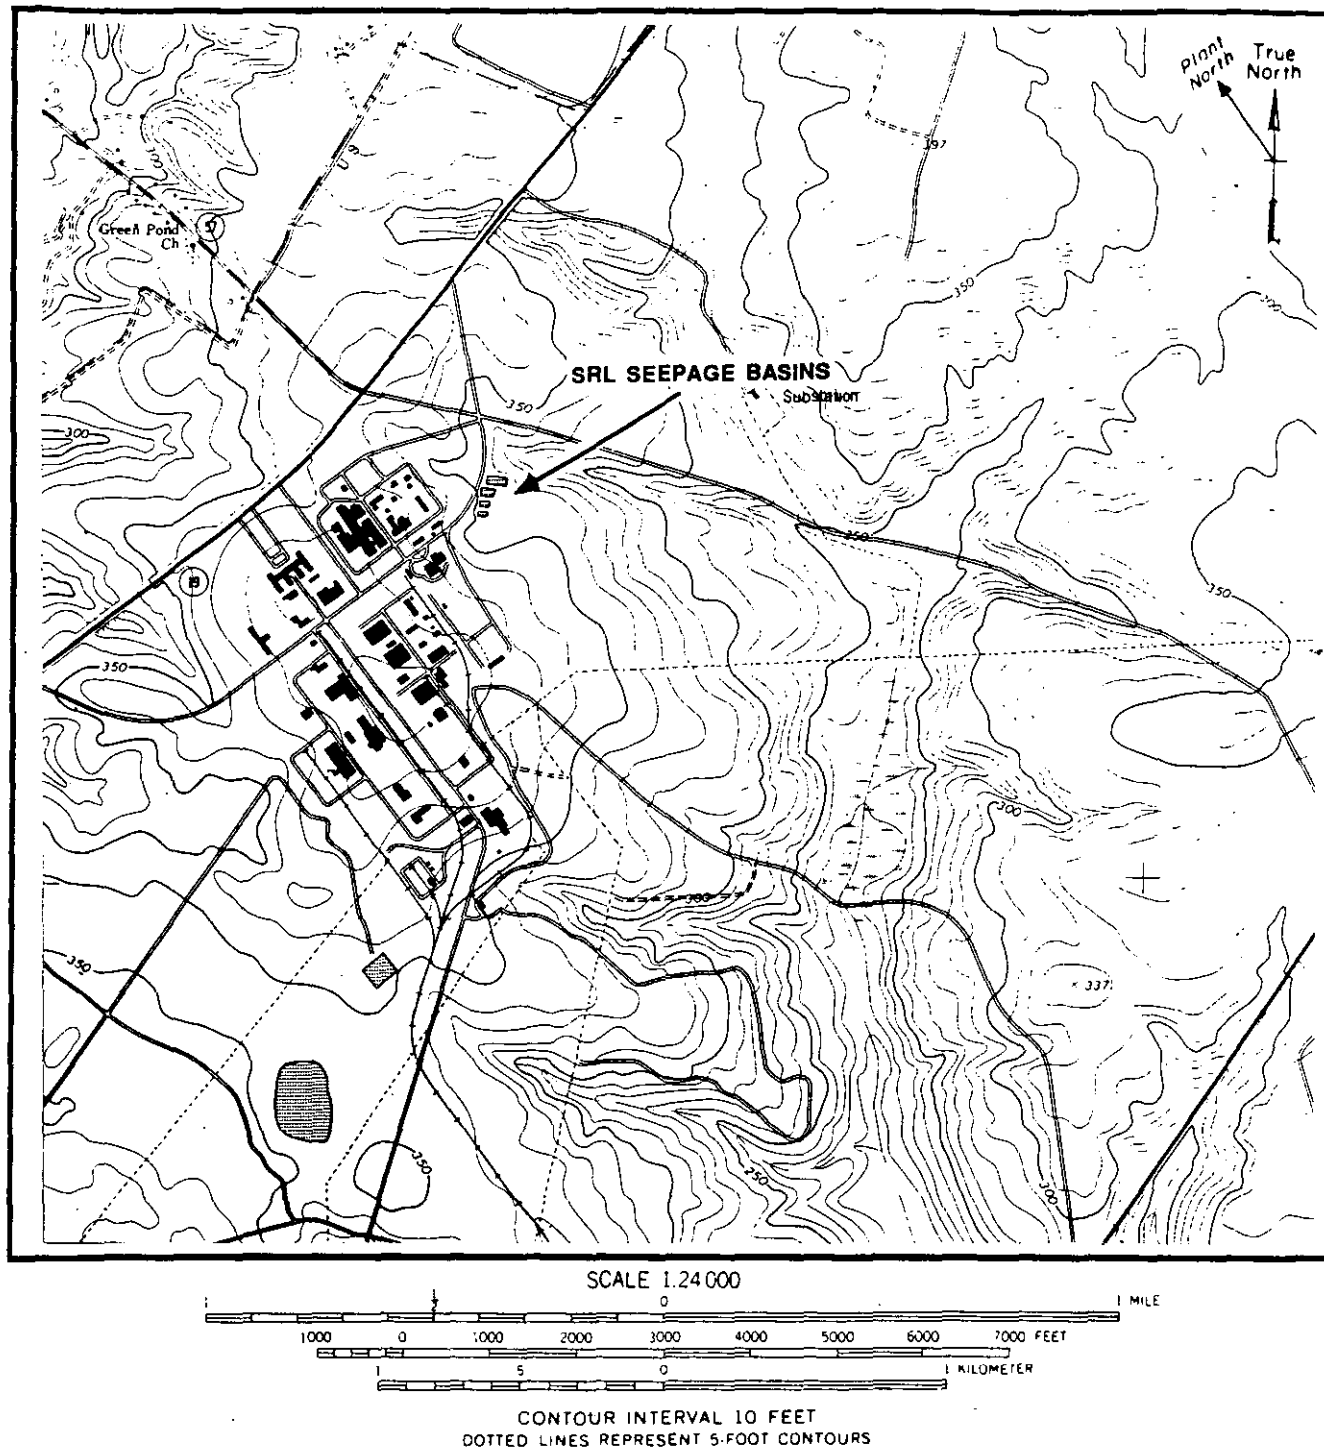 Plant
North
True
North
397
100
Green Pond
Ch
57
350
300
SRL SEEPAGE BASINS
Substation
350
300
350
19
350
350
300
300
350
× 337
350
250
300
SCALE 1:24 000
1 0 1 MILE
1000 0 1000 2000 3000 4000 5000 6000 7000 FEET
1 5 0 1 KILOMETER
CONTOUR INTERVAL 10 FEET
DOTTED LINES REPRESENT 5-FOOT CONTOURS